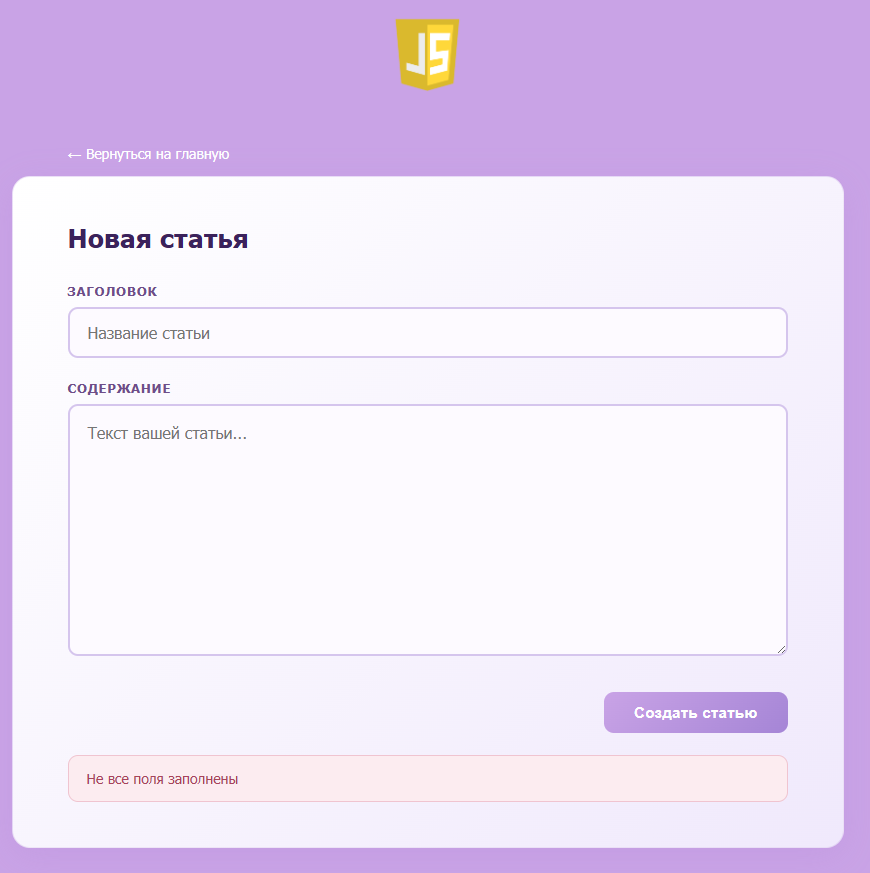 JS
← Вернуться на главную
Новая статья
ЗАГОЛОВОК
Название статьи
СОДЕРЖАНИЕ
Текст вашей статьи...
Создать статью
Не все поля заполнены